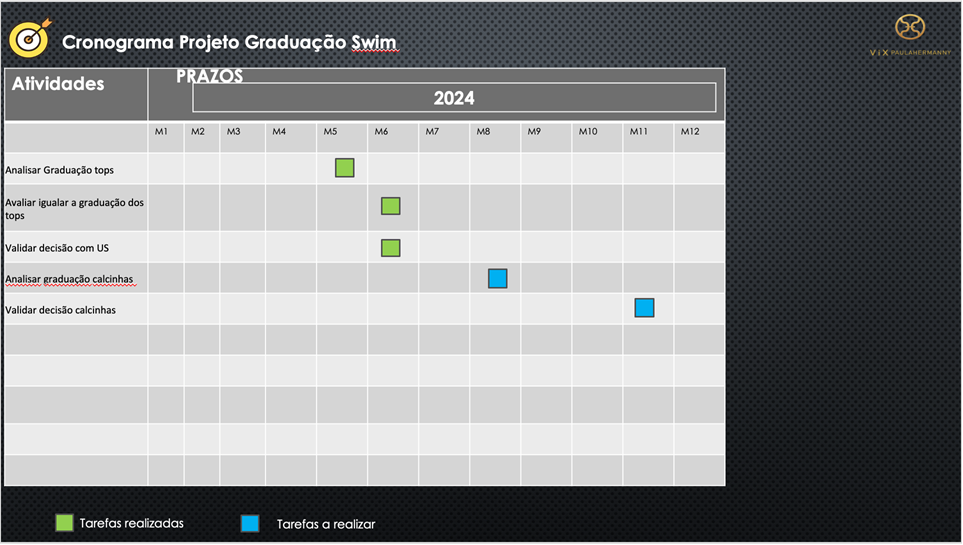 Cronograma Projeto Graduação Swim
ViX PAULAHERMANNY
Atividades
PRAZOS
2024
M1 M2 M3 M4 M5 M6 M7 M8 M9 M10 M11 M12
Analisar Graduação tops
Avaliar igualar a graduação dos
tops
Validar decisão com US
Analisar graduação calcinhas
Validar decisão calcinhas
Tarefas realizadas
Tarefas a realizar